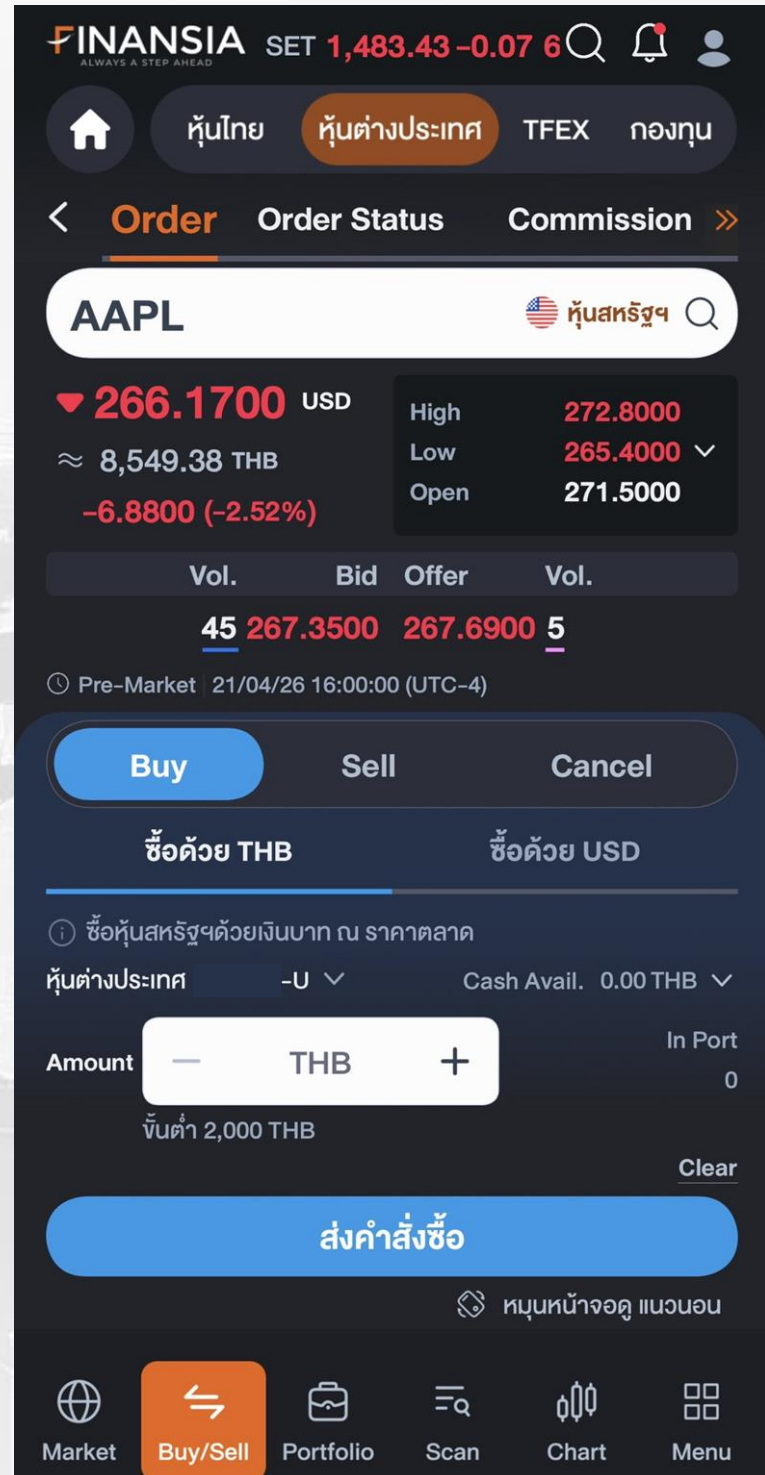 FINANSIA SET 1,483.43 -0.07 6
ALWAYS A STEP AHEAD
หุ้นไทย หุ้นต่างประเทศ TFEX กองทุน
Order Order Status Commission
AAPL หุ้นสหรัฐฯ
266.1700 USD
≈ 8,549.38 THB
-6.8800 (-2.52%)
High 272.8000
Low 265.4000
Open 271.5000
Vol. Bid Offer Vol.
45 267.3500 267.6900 5
Pre-Market 21/04/26 16:00:00 (UTC-4)
Buy Sell Cancel
ซื้อด้วย THB ซื้อด้วย USD
ซื้อหุ้นสหรัฐฯด้วยเงินบาท ณ ราคาตลาด
หุ้นต่างประเทศ -U Cash Avail. 0.00 THB
Amount − THB + In Port
0
ขั้นต่ำ 2,000 THB
Clear
ส่งคำสั่งซื้อ
หมุนหน้าจอดู แนวนอน
Market Buy/Sell Portfolio Scan Chart Menu